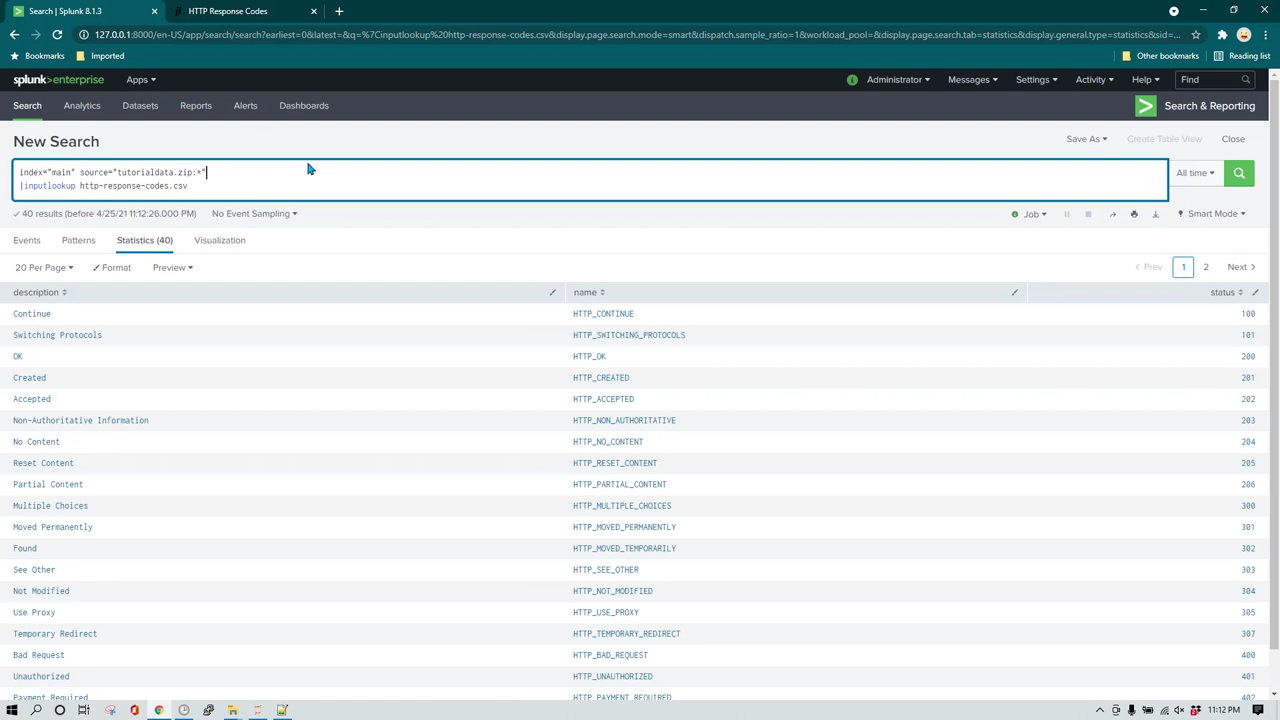 Search | Splunk 8.1.3
HTTP Response Codes
127.0.0.1:8000/en-US/app/search/search?earliest=0&latest=&q=%7Cinputlookup%20http-response-codes.csv&display.page.search.mode=smart&dispatch.sample_ratio=1&workload_pool=&display.page.search.tab=statistics&display.general.type=statistics&sid=...
Bookmarks Imported Other bookmarks Reading list
splunk>enterprise Apps Administrator Messages Settings Activity Help Find
Search Analytics Datasets Reports Alerts Dashboards Search & Reporting
New Search Save As Create Table View Close
index="main" source="tutorialdata.zip:*"
|inputlookup http-response-codes.csv
All time
40 results (before 4/25/21 11:12:26.000 PM) No Event Sampling Job Smart Mode
Events Patterns Statistics (40) Visualization
20 Per Page Format Preview < Prev 1 2 Next >
description name status
Continue HTTP_CONTINUE 100
Switching Protocols HTTP_SWITCHING_PROTOCOLS 101
OK HTTP_OK 200
Created HTTP_CREATED 201
Accepted HTTP_ACCEPTED 202
Non-Authoritative Information HTTP_NON_AUTHORITATIVE 203
No Content HTTP_NO_CONTENT 204
Reset Content HTTP_RESET_CONTENT 205
Partial Content HTTP_PARTIAL_CONTENT 206
Multiple Choices HTTP_MULTIPLE_CHOICES 300
Moved Permanently HTTP_MOVED_PERMANENTLY 301
Found HTTP_MOVED_TEMPORARILY 302
See Other HTTP_SEE_OTHER 303
Not Modified HTTP_NOT_MODIFIED 304
Use Proxy HTTP_USE_PROXY 305
Temporary Redirect HTTP_TEMPORARY_REDIRECT 307
Bad Request HTTP_BAD_REQUEST 400
Unauthorized HTTP_UNAUTHORIZED 401
Payment Required HTTP_PAYMENT_REQUIRED 402
11:12 PM